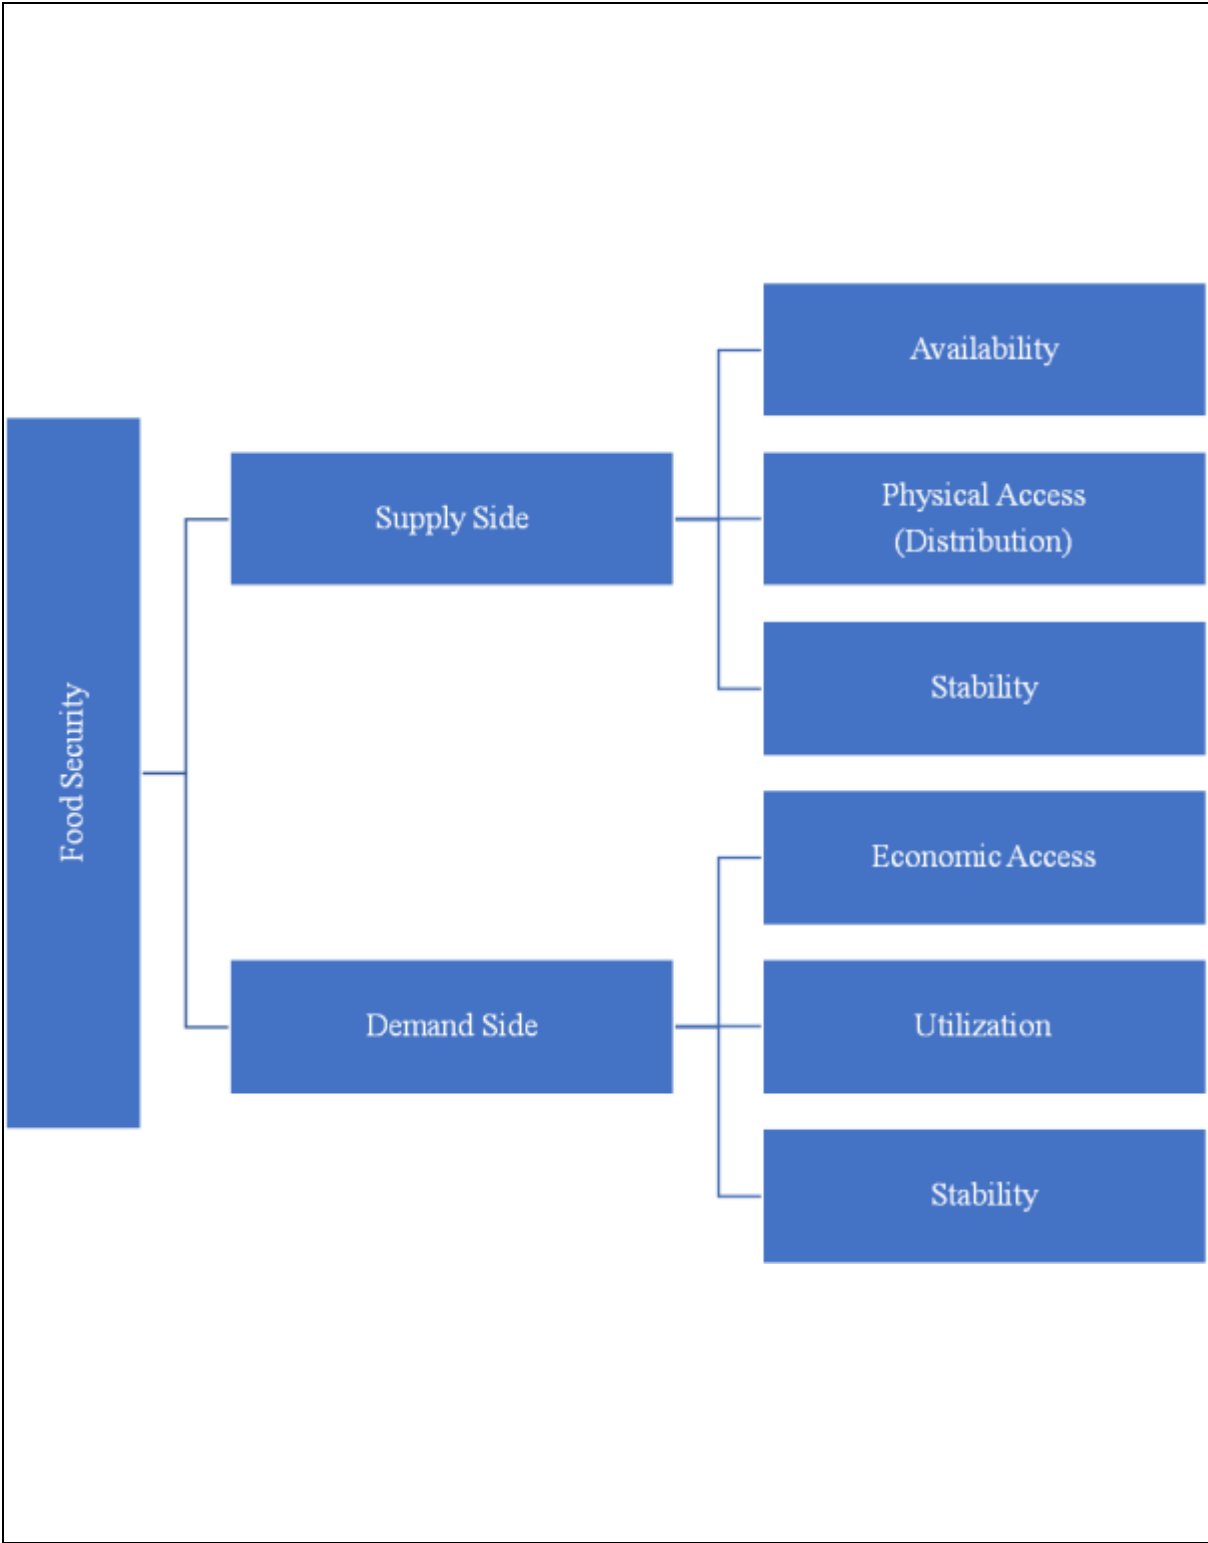 Food Security
Supply Side
Availability
Physical Access
(Distribution)
Stability
Demand Side
Economic Access
Utilization
Stability